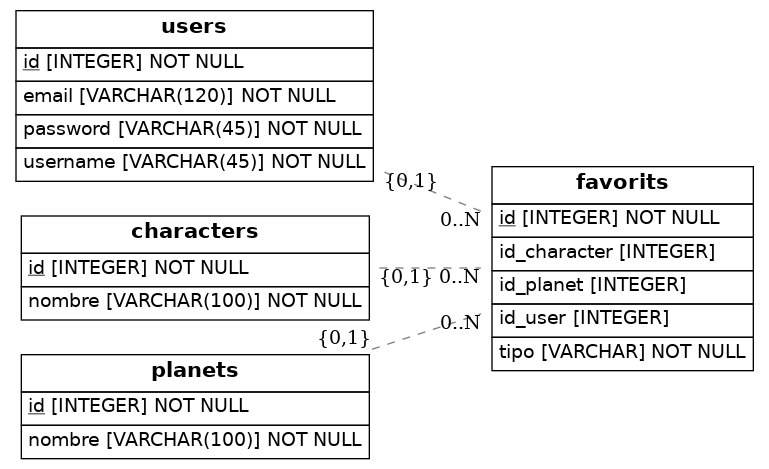 users
id [INTEGER] NOT NULL
email [VARCHAR(120)] NOT NULL
password [VARCHAR(45)] NOT NULL
username [VARCHAR(45)] NOT NULL
{0,1}
0..N
characters
id [INTEGER] NOT NULL
nombre [VARCHAR(100)] NOT NULL
{0,1} 0..N
planets
id [INTEGER] NOT NULL
nombre [VARCHAR(100)] NOT NULL
{0,1}
0..N
favorits
id [INTEGER] NOT NULL
id_character [INTEGER]
id_planet [INTEGER]
id_user [INTEGER]
tipo [VARCHAR] NOT NULL